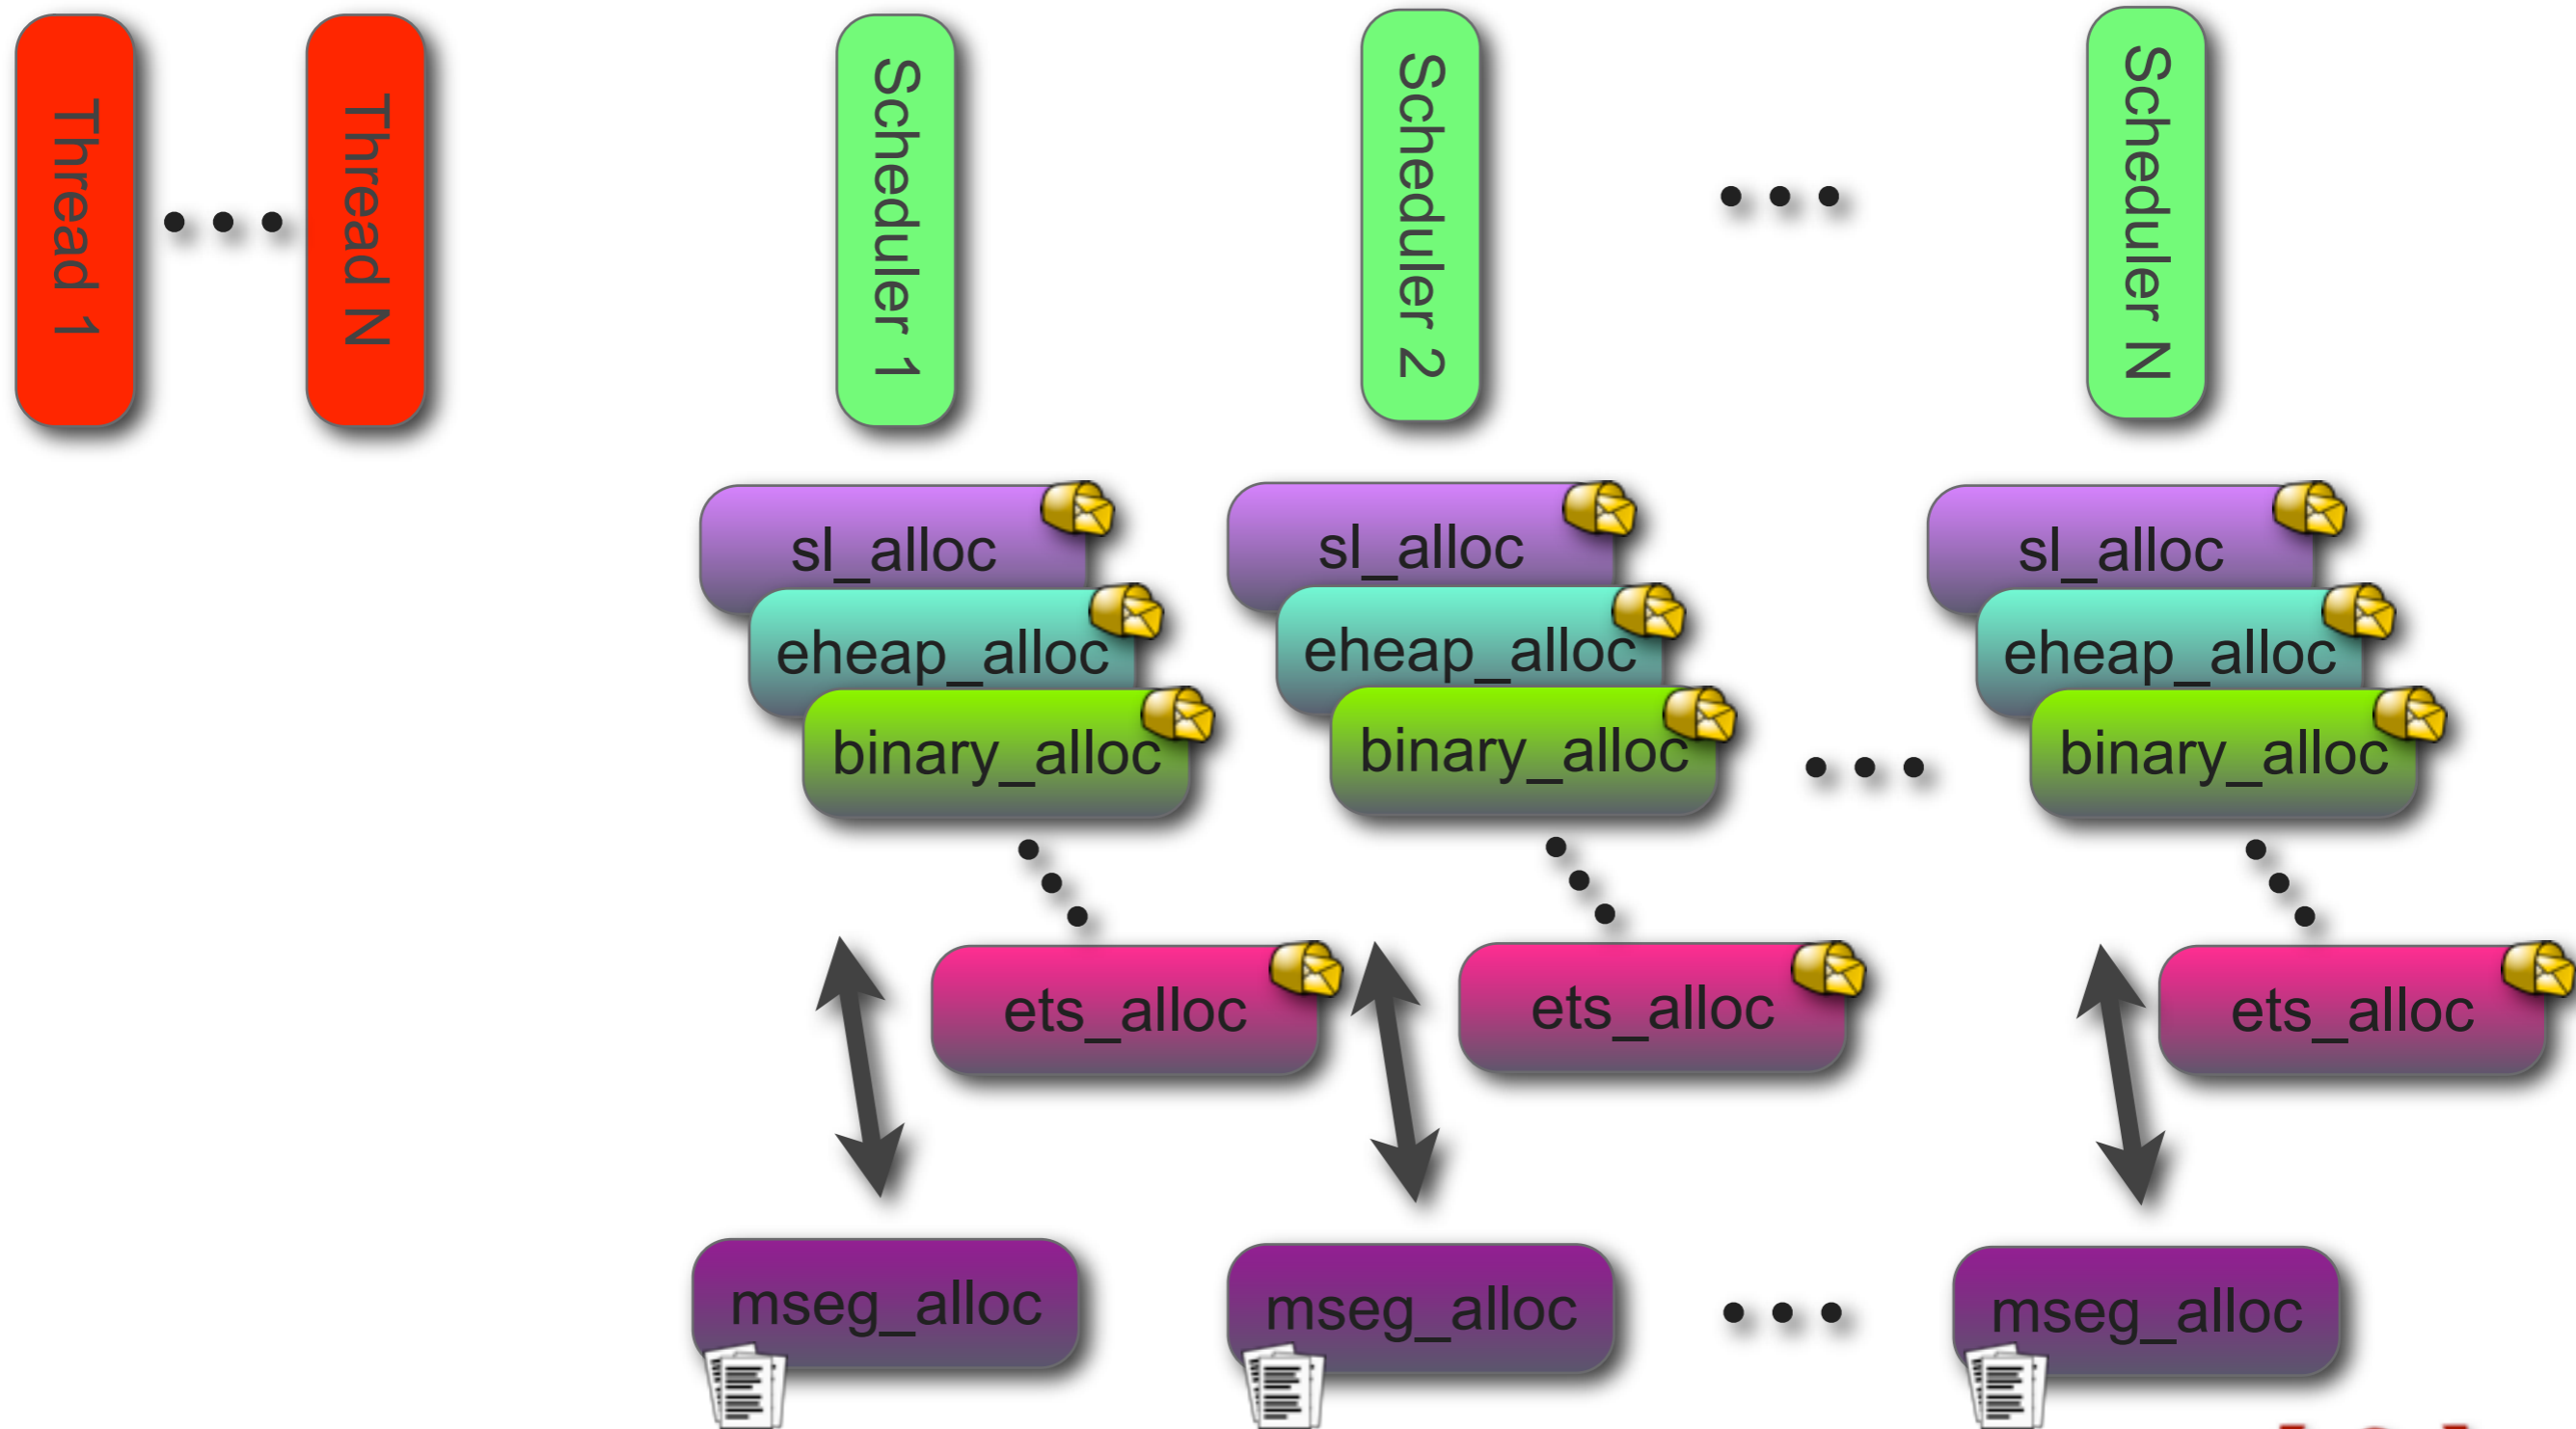 Thread 1
Thread N
Scheduler 1
Scheduler 2
Scheduler N
sl_alloc
eheap_alloc
binary_alloc
ets_alloc
mseg_alloc
sl_alloc
eheap_alloc
binary_alloc
ets_alloc
mseg_alloc
sl_alloc
eheap_alloc
binary_alloc
ets_alloc
mseg_alloc